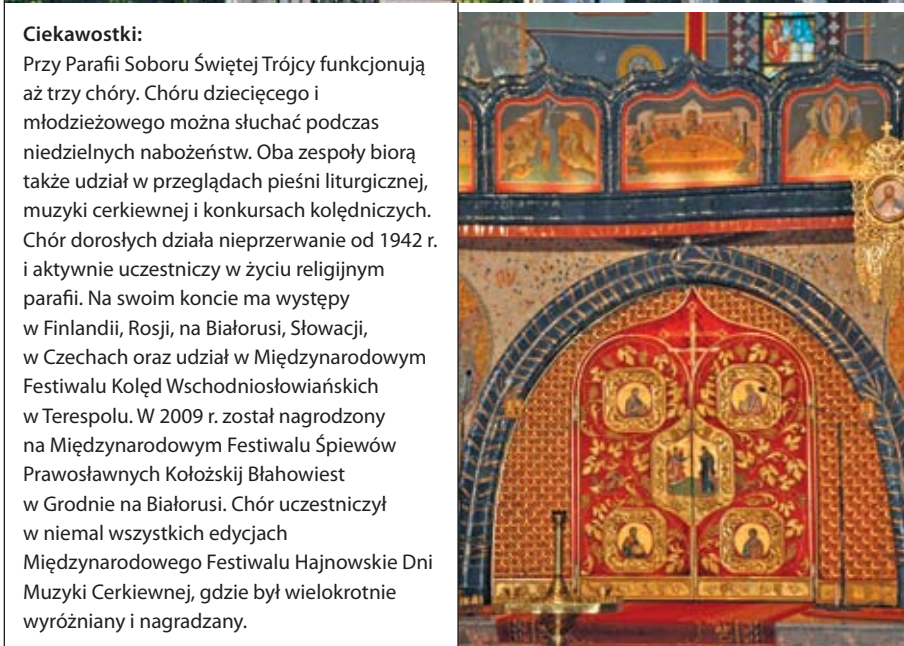 Ciekawostki:
Przy Parafii Soboru Świętej Trójcy funkcjonują
aż trzy chóry. Chóru dziecięcego i
młodzieżowego można słuchać podczas
niedzielnych nabożeństw. Oba zespoły biorą
także udział w przeglądach pieśni liturgicznej,
muzyki cerkiewnej i konkursach kolędniczych.
Chór dorosłych działa nieprzerwanie od 1942 r.
i aktywnie uczestniczy w życiu religijnym
parafii. Na swoim koncie ma występy
w Finlandii, Rosji, na Białorusi, Słowacji,
w Czechach oraz udział w Międzynarodowym
Festiwalu Kolęd Wschodniosłowiańskich
w Terespolu. W 2009 r. został nagrodzony
na Międzynarodowym Festiwalu Śpiewów
Prawosławnych Kołożskij Błahowiest
w Grodnie na Białorusi. Chór uczestniczył
w niemal wszystkich edycjach
Międzynarodowego Festiwalu Hajnowskie Dni
Muzyki Cerkiewnej, gdzie był wielokrotnie
wyróżniany i nagradzany.